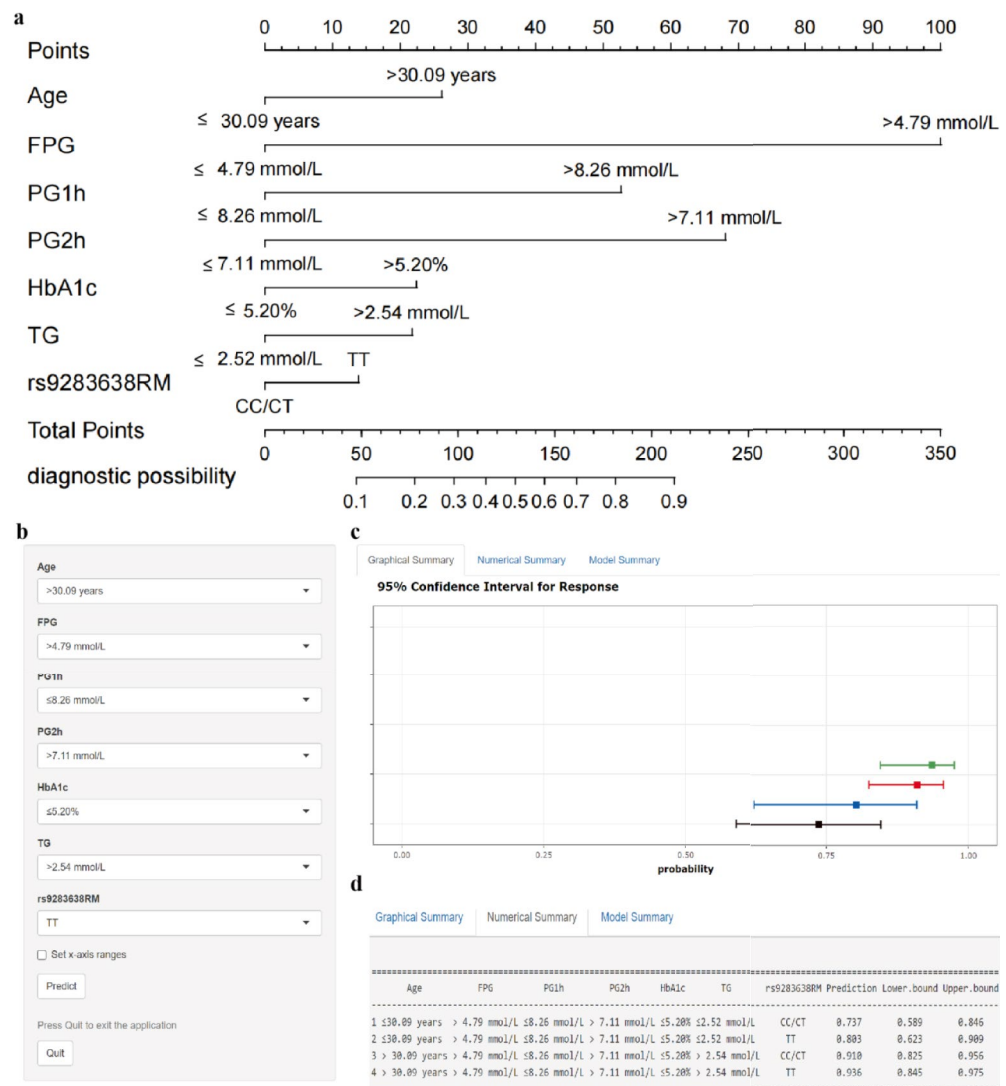 a
0 10 20 30 40 50 60 70 80 90 100
Points
>30.09 years
Age
≤ 30.09 years
>4.79 mmol/L
FPG
≤ 4.79 mmol/L
>8.26 mmol/L
PG1h
≤ 8.26 mmol/L
>7.11 mmol/L
PG2h
≤ 7.11 mmol/L
>5.20%
HbA1c
≤ 5.20%
>2.54 mmol/L
TG
≤ 2.52 mmol/L
TT
rs9283638RM
CC/CT
Total Points
0 50 100 150 200 250 300 350
diagnostic possibility
0.1 0.2 0.3 0.4 0.5 0.6 0.7 0.8 0.9
b
Age
>30.09 years
FPG
>4.79 mmol/L
PG1h
≤8.26 mmol/L
PG2h
>7.11 mmol/L
HbA1c
≤5.20%
TG
>2.54 mmol/L
rs9283638RM
TT
Set x-axis ranges
Predict
Press Quit to exit the application
Quit
c
Graphical Summary Numerical Summary Model Summary
95% Confidence Interval for Response
0.00 0.25 0.50 0.75 1.00
probability
d
Graphical Summary Numerical Summary Model Summary
Age FPG PG1h PG2h HbA1c TG rs9283638RM Prediction Lower.bound Upper.bound
1 ≤30.09 years > 4.79 mmol/L ≤8.26 mmol/L > 7.11 mmol/L ≤5.20% ≤2.52 mmol/L CC/CT 0.737 0.589 0.846
2 ≤30.09 years > 4.79 mmol/L ≤8.26 mmol/L > 7.11 mmol/L ≤5.20% ≤2.52 mmol/L TT 0.803 0.623 0.909
3 > 30.09 years > 4.79 mmol/L ≤8.26 mmol/L > 7.11 mmol/L ≤5.20% > 2.54 mmol/L CC/CT 0.910 0.825 0.956
4 > 30.09 years > 4.79 mmol/L ≤8.26 mmol/L > 7.11 mmol/L ≤5.20% > 2.54 mmol/L TT 0.936 0.845 0.975